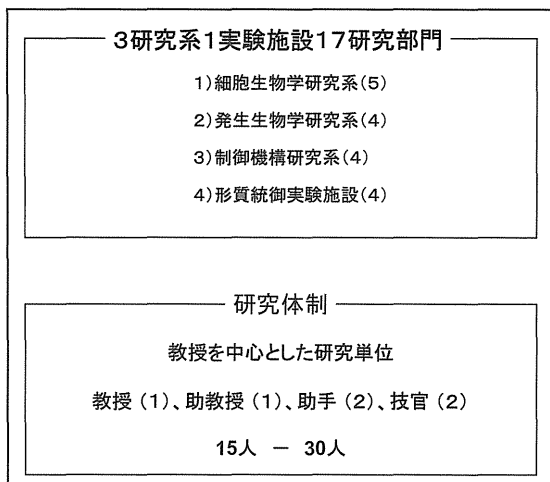 3研究系1実験施設17研究部門
1)細胞生物学研究系(5)
2)発生生物学研究系(4)
3)制御機構研究系(4)
4)形質統御実験施設(4)
研究体制
教授を中心とした研究単位
教授(1)、助教授(1)、助手(2)、技官(2)
15人 − 30人